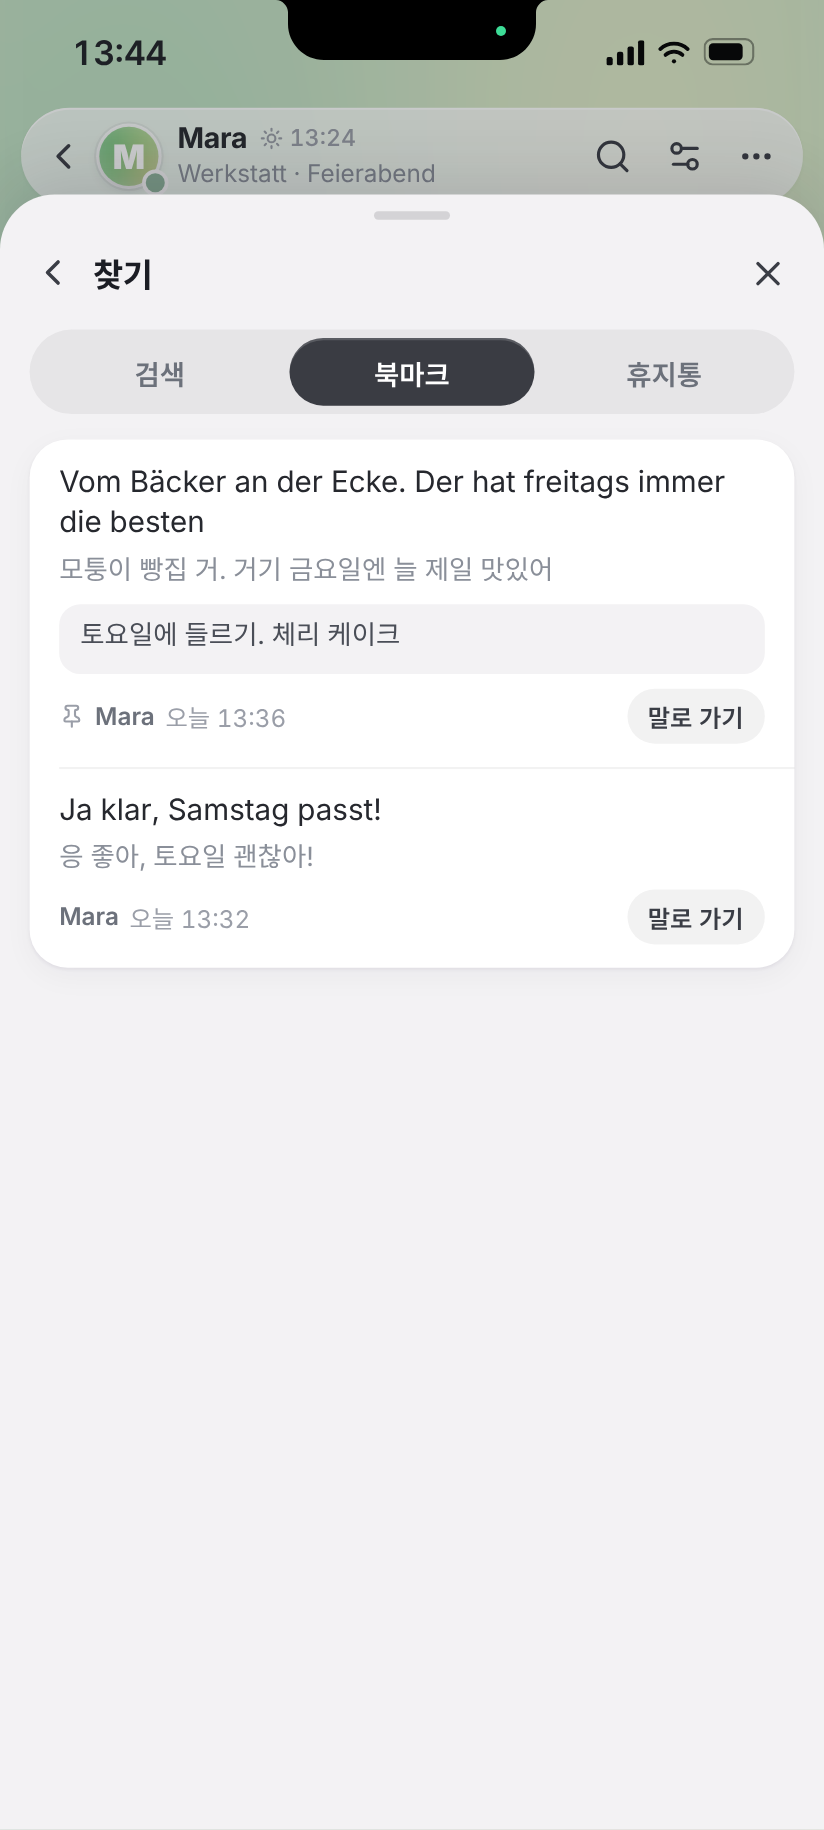 13:44
M
Mara 13:24
Werkstatt · Feierabend
찾기
검색
북마크
휴지통
Vom Bäcker an der Ecke. Der hat freitags immer
die besten
모퉁이 빵집 거. 거기 금요일엔 늘 제일 맛있어
토요일에 들르기. 체리 케이크
Mara 오늘 13:36
말로 가기
Ja klar, Samstag passt!
응 좋아, 토요일 괜찮아!
Mara 오늘 13:32
말로 가기